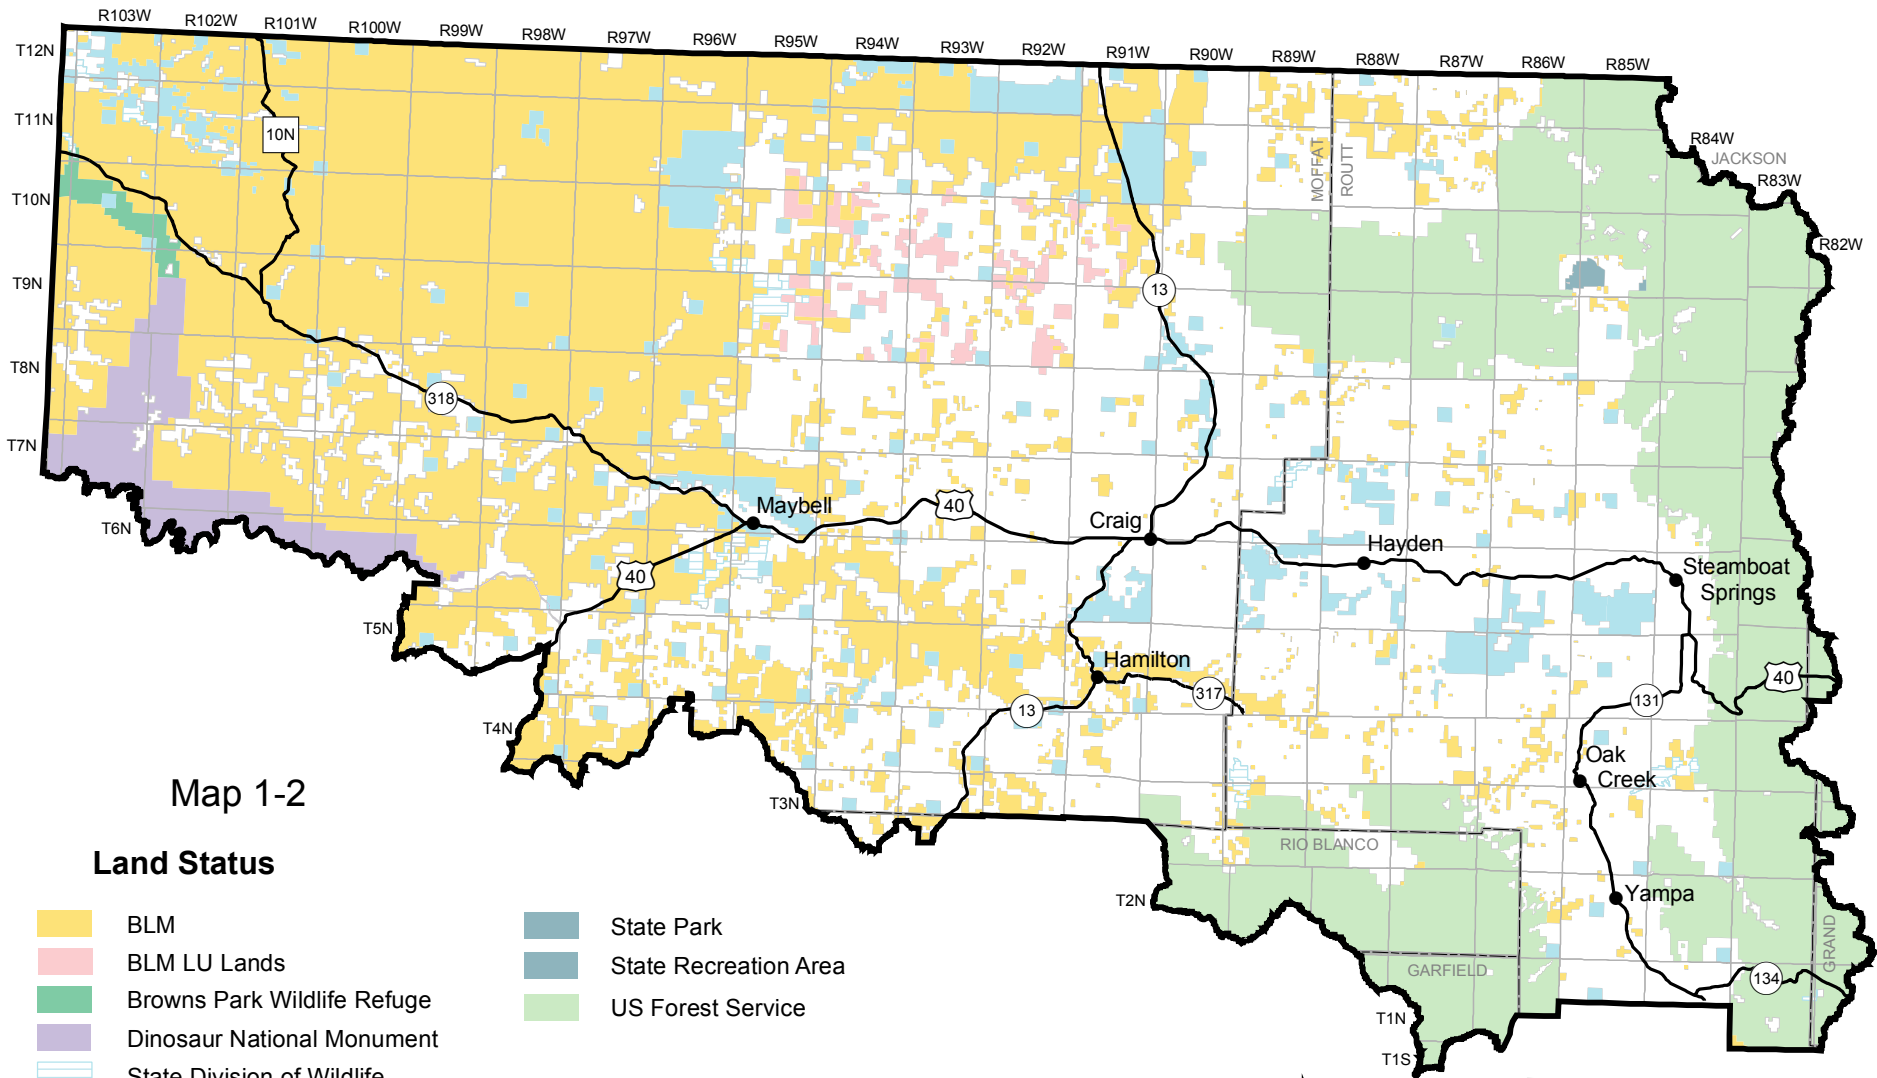 R103W
R102W
R101W
R100W
R99W
R98W
R97W
R96W
R95W
R94W
R93W
R92W
R91W
R90W
R89W
R88W
R87W
R86W
R85W
T12N
T11N
T10N
T9N
T8N
T7N
T6N
T5N
T4N
T3N
T2N
T1N
T1S
R84W
R83W
R82W
JACKSON
MOFFAT
ROUTT
RIO BLANCO
GARFIELD
GRAND
10N
318
13
40
40
13
317
131
40
134
Maybell
Craig
Hayden
Steamboat
Springs
Hamilton
Oak
Creek
Yampa
Map 1-2
Land Status
BLM
BLM LU Lands
Browns Park Wildlife Refuge
Dinosaur National Monument
State Division of Wildlife
State Park
State Recreation Area
US Forest Service